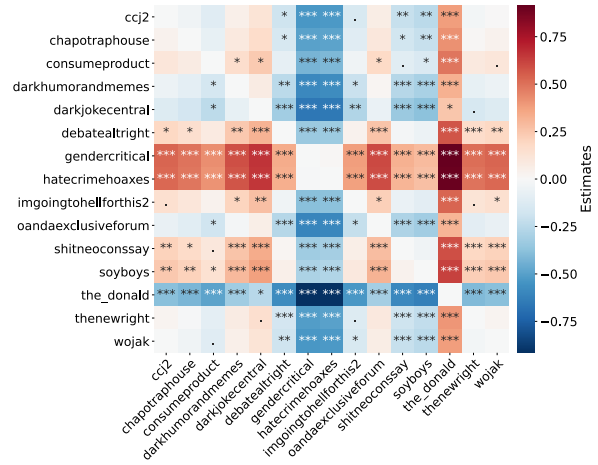 ccj2 * *** *** . ** ** ***
chapotraphouse * *** *** * ** ***
consumeproduct * * *** *** * . * ***
darkhumorandmemes * ** *** *** * *** *** ***
darkjokecentral * *** *** *** ** *** *** * .
debatealtright * * ** *** *** *** *** *** *** **
gendercritical *** *** *** *** *** *** *** *** *** *** *** *** ***
hatecrimehoaxes *** *** *** *** *** *** *** *** *** *** *** *** ***
imgoingtohellforthis2 . * ** *** *** * *** . *
oandaexclusiveforum * *** *** *** * *** *** ***
shitneoconssay ** * . *** *** *** *** *** *** *** ***
soyboys ** ** * *** *** *** *** *** *** *** ***
the_donald *** *** *** *** * *** *** *** *** *** *** *** *** ***
thenewright . *** *** *** . *** *** ***
wojak . ** *** *** * *** *** ***
ccj2
chapotraphouse
consumeproduct
darkhumorandmemes
darkjokecentral
debatealtright
gendercritical
hatecrimehoaxes
imgoingtohellforthis2
oandaexclusiveforum
shitneoconssay
soyboys
the_donald
thenewright
wojak
0.75
0.50
0.25
0.00
−0.25
−0.50
−0.75
Estimates